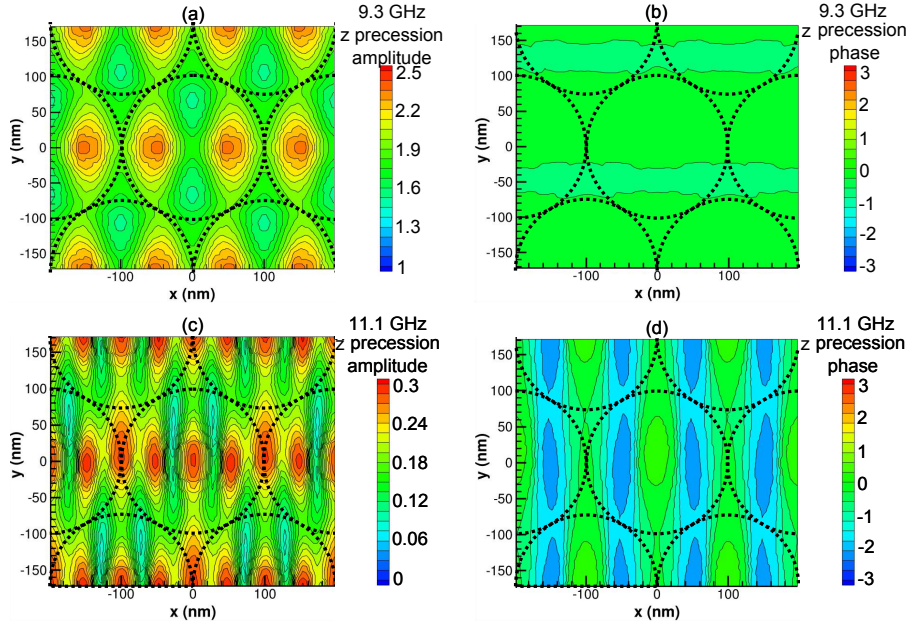 (a)
9.3 GHz
z precession
amplitude
2.5
2.2
1.9
1.6
1.3
1
150
100
50
0
-50
-100
-150
y (nm)
-100
0
100
x (nm)
(b)
9.3 GHz
z precession
phase
3
2
1
0
-1
-2
-3
150
100
50
0
-50
-100
-150
y (nm)
-100
0
100
x (nm)
(c)
11.1 GHz
z precession
amplitude
0.3
0.24
0.18
0.12
0.06
0
150
100
50
0
-50
-100
-150
y (nm)
-100
0
100
x (nm)
(d)
11.1 GHz
z precession
phase
3
2
1
0
-1
-2
-3
150
100
50
0
-50
-100
-150
y (nm)
-100
0
100
x (nm)